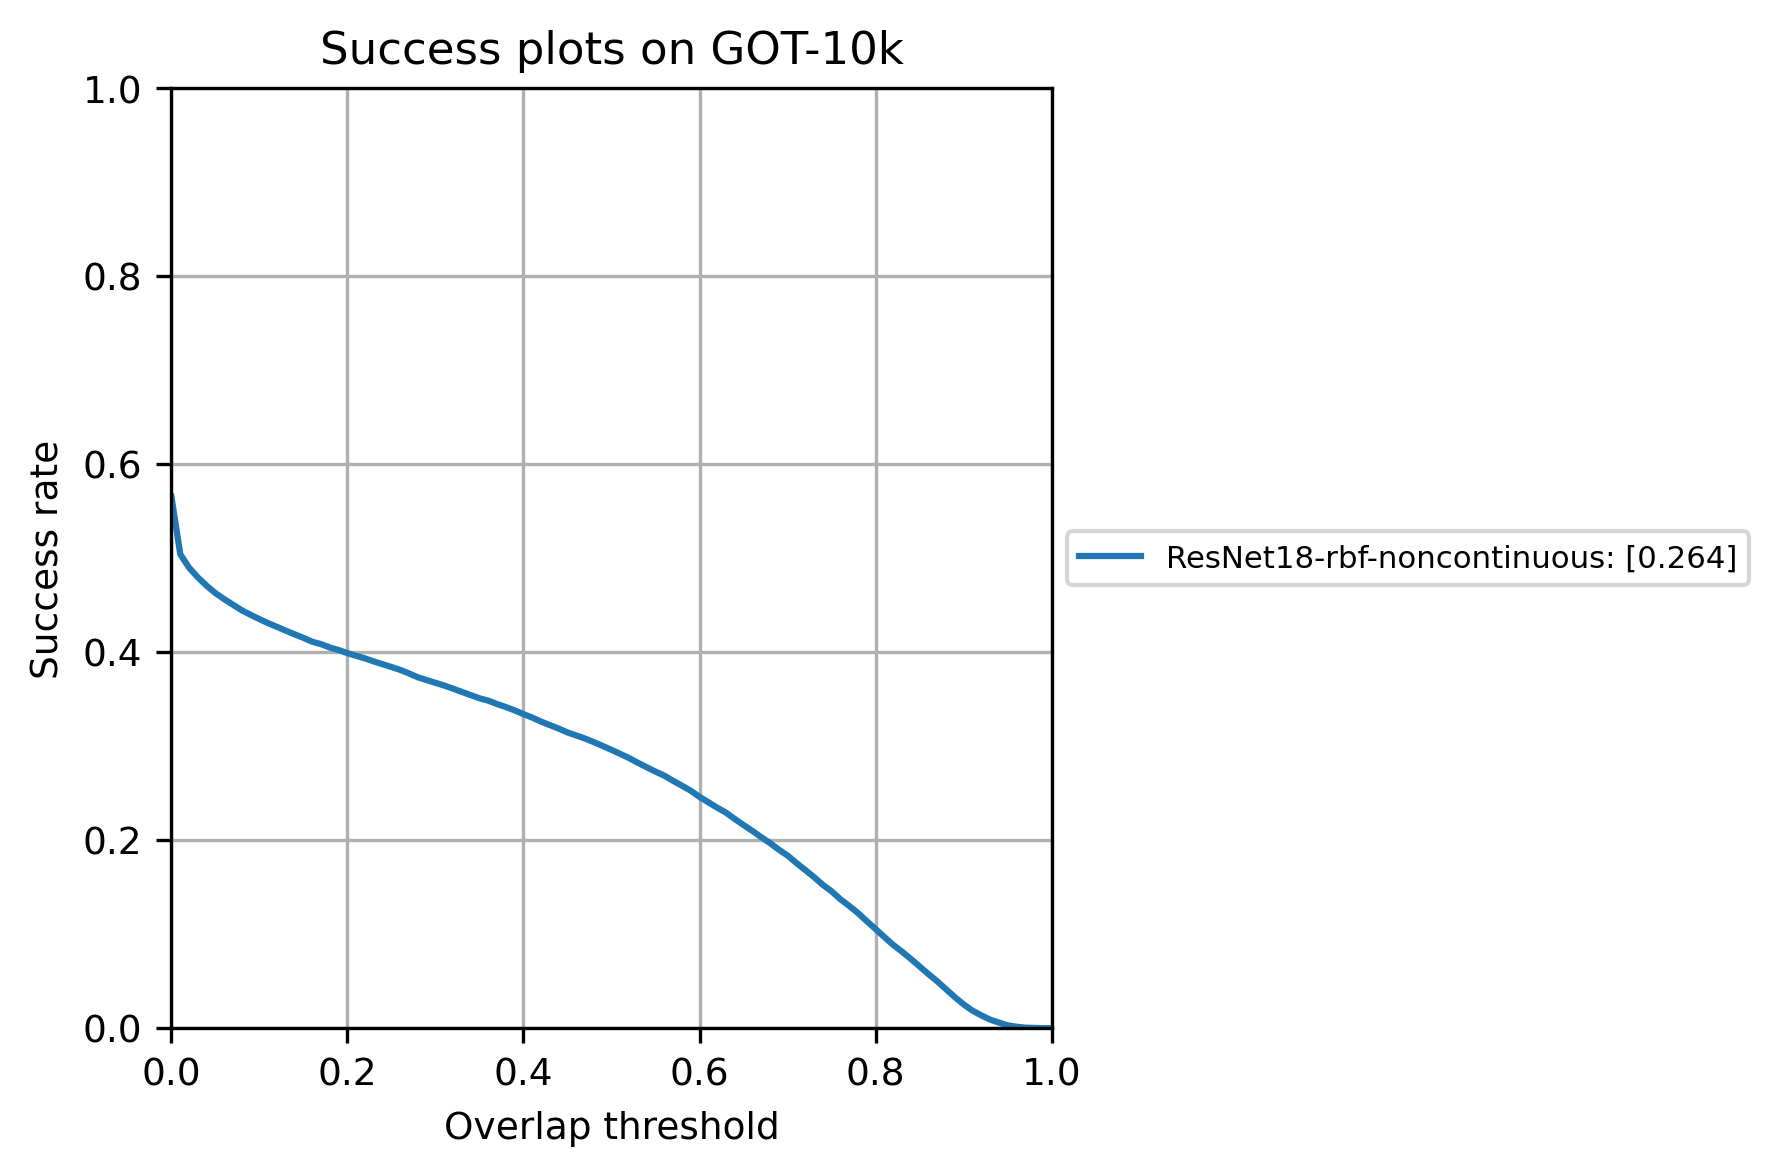 Success plots on GOT-10k
1.0
0.8
0.6
0.4
0.2
0.0
Success rate
0.0 0.2 0.4 0.6 0.8 1.0
Overlap threshold
ResNet18-rbf-noncontinuous: [0.264]